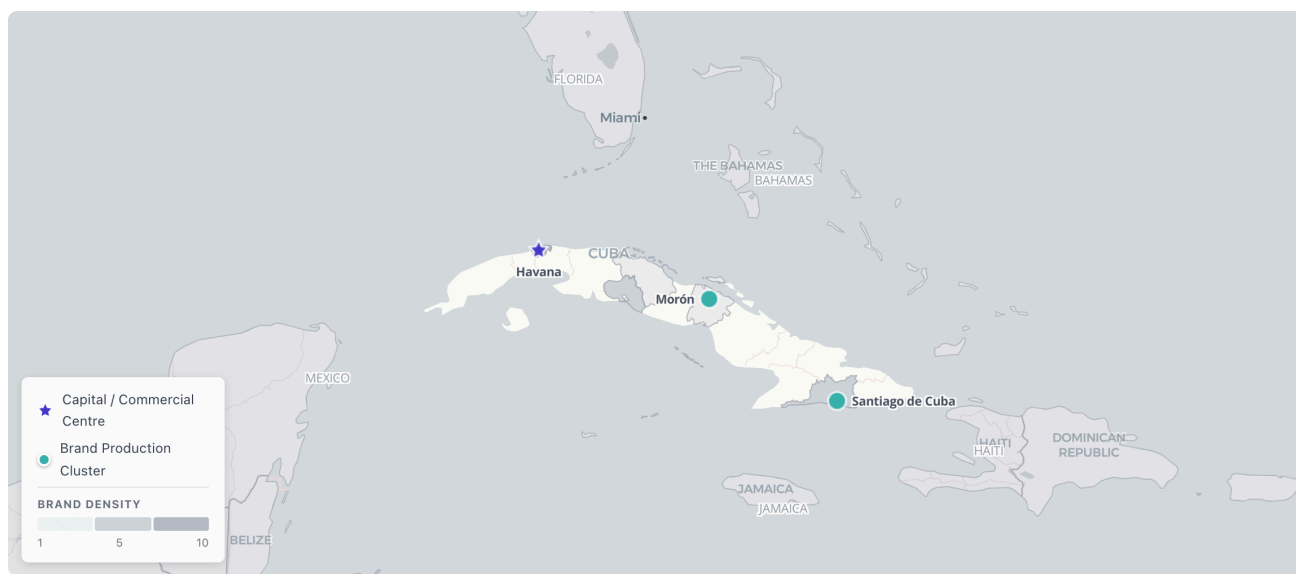 FLORIDA
Miami
THE BAHAMAS
BAHAMAS
CUBA
Havana
Morón
MEXICO
Santiago de Cuba
HAITI
HAITI
DOMINICAN
REPUBLIC
JAMAICA
JAMAICA
BELIZE
Capital / Commercial
Centre
Brand Production
Cluster
BRAND DENSITY
1 5 10